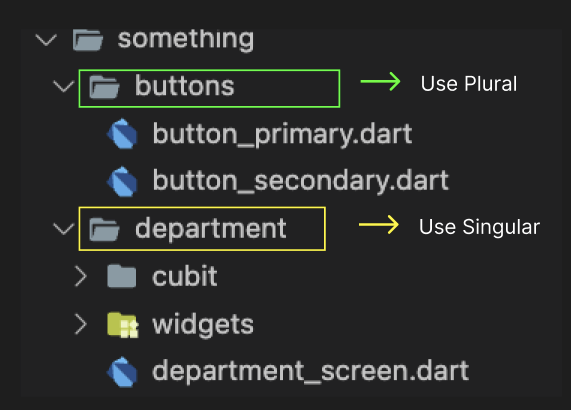 something
buttons
Use Plural
button_primary.dart
button_secondary.dart
department
Use Singular
cubit
widgets
department_screen.dart